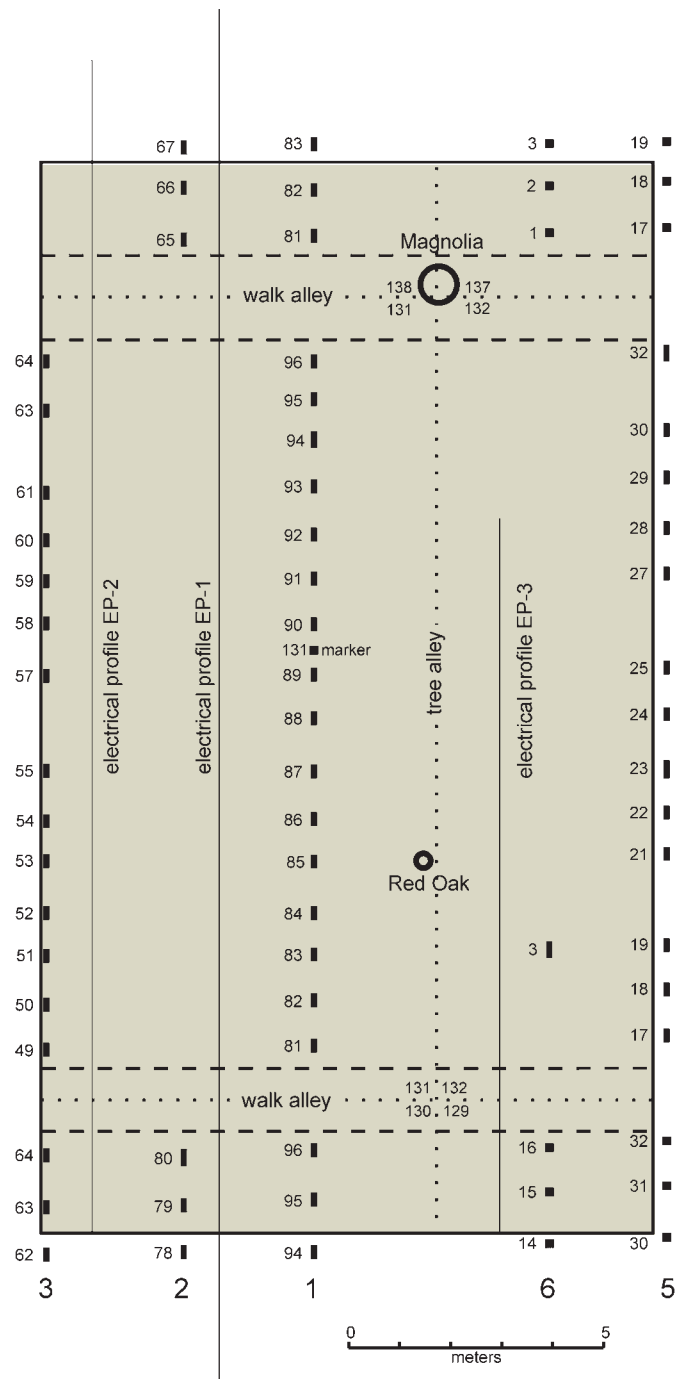 67 83 3 19
66 82 2 18
65 81 1 17
Magnolia
138 137
walk alley
131 132
64 96 32
63 95
94 30
61 93 29
60 92 28
59 91 27
58 90
electrical profile EP-2
electrical profile EP-1
tree alley
electrical profile EP-3
131 marker
57 89 25
88 24
55 87 23
54 86 22
53 85 21
Red Oak
52 84
51 83 3 19
50 82 18
49 81 17
131 132
walk alley
130 129
64 80 96 16 32
63 79 95 15 31
62 78 94 14 30
3 2 1 6 5
0 5
meters